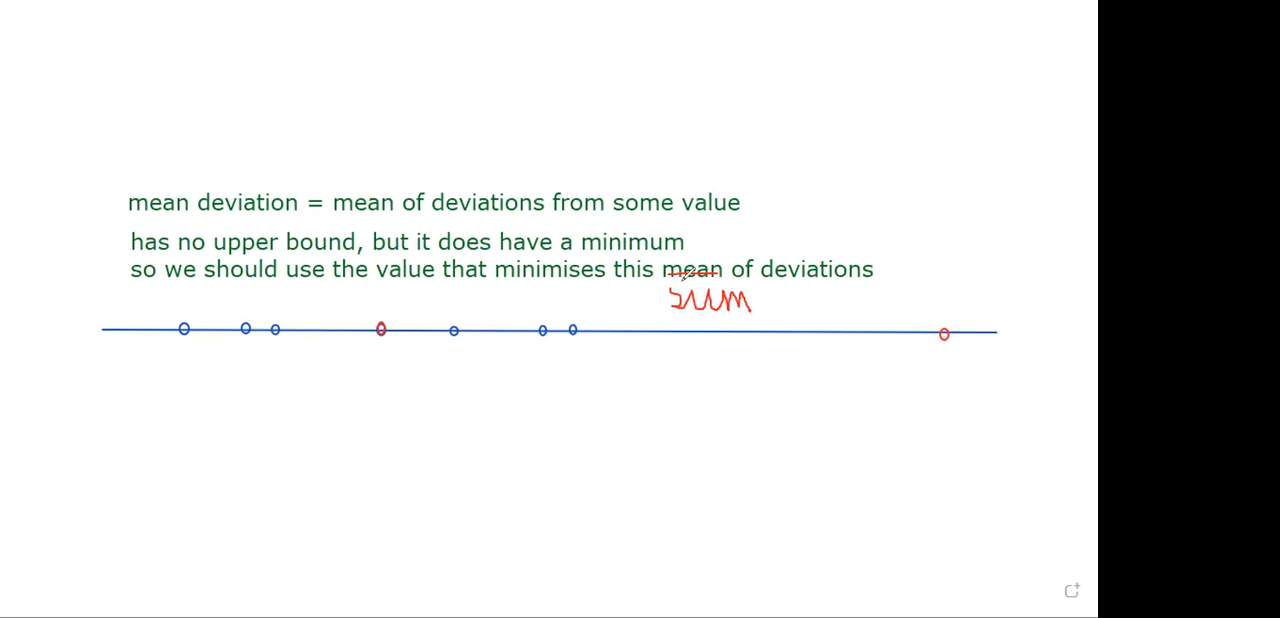 mean deviation = mean of deviations from some value
has no upper bound, but it does have a minimum
so we should use the value that minimises this mean of deviations
sum